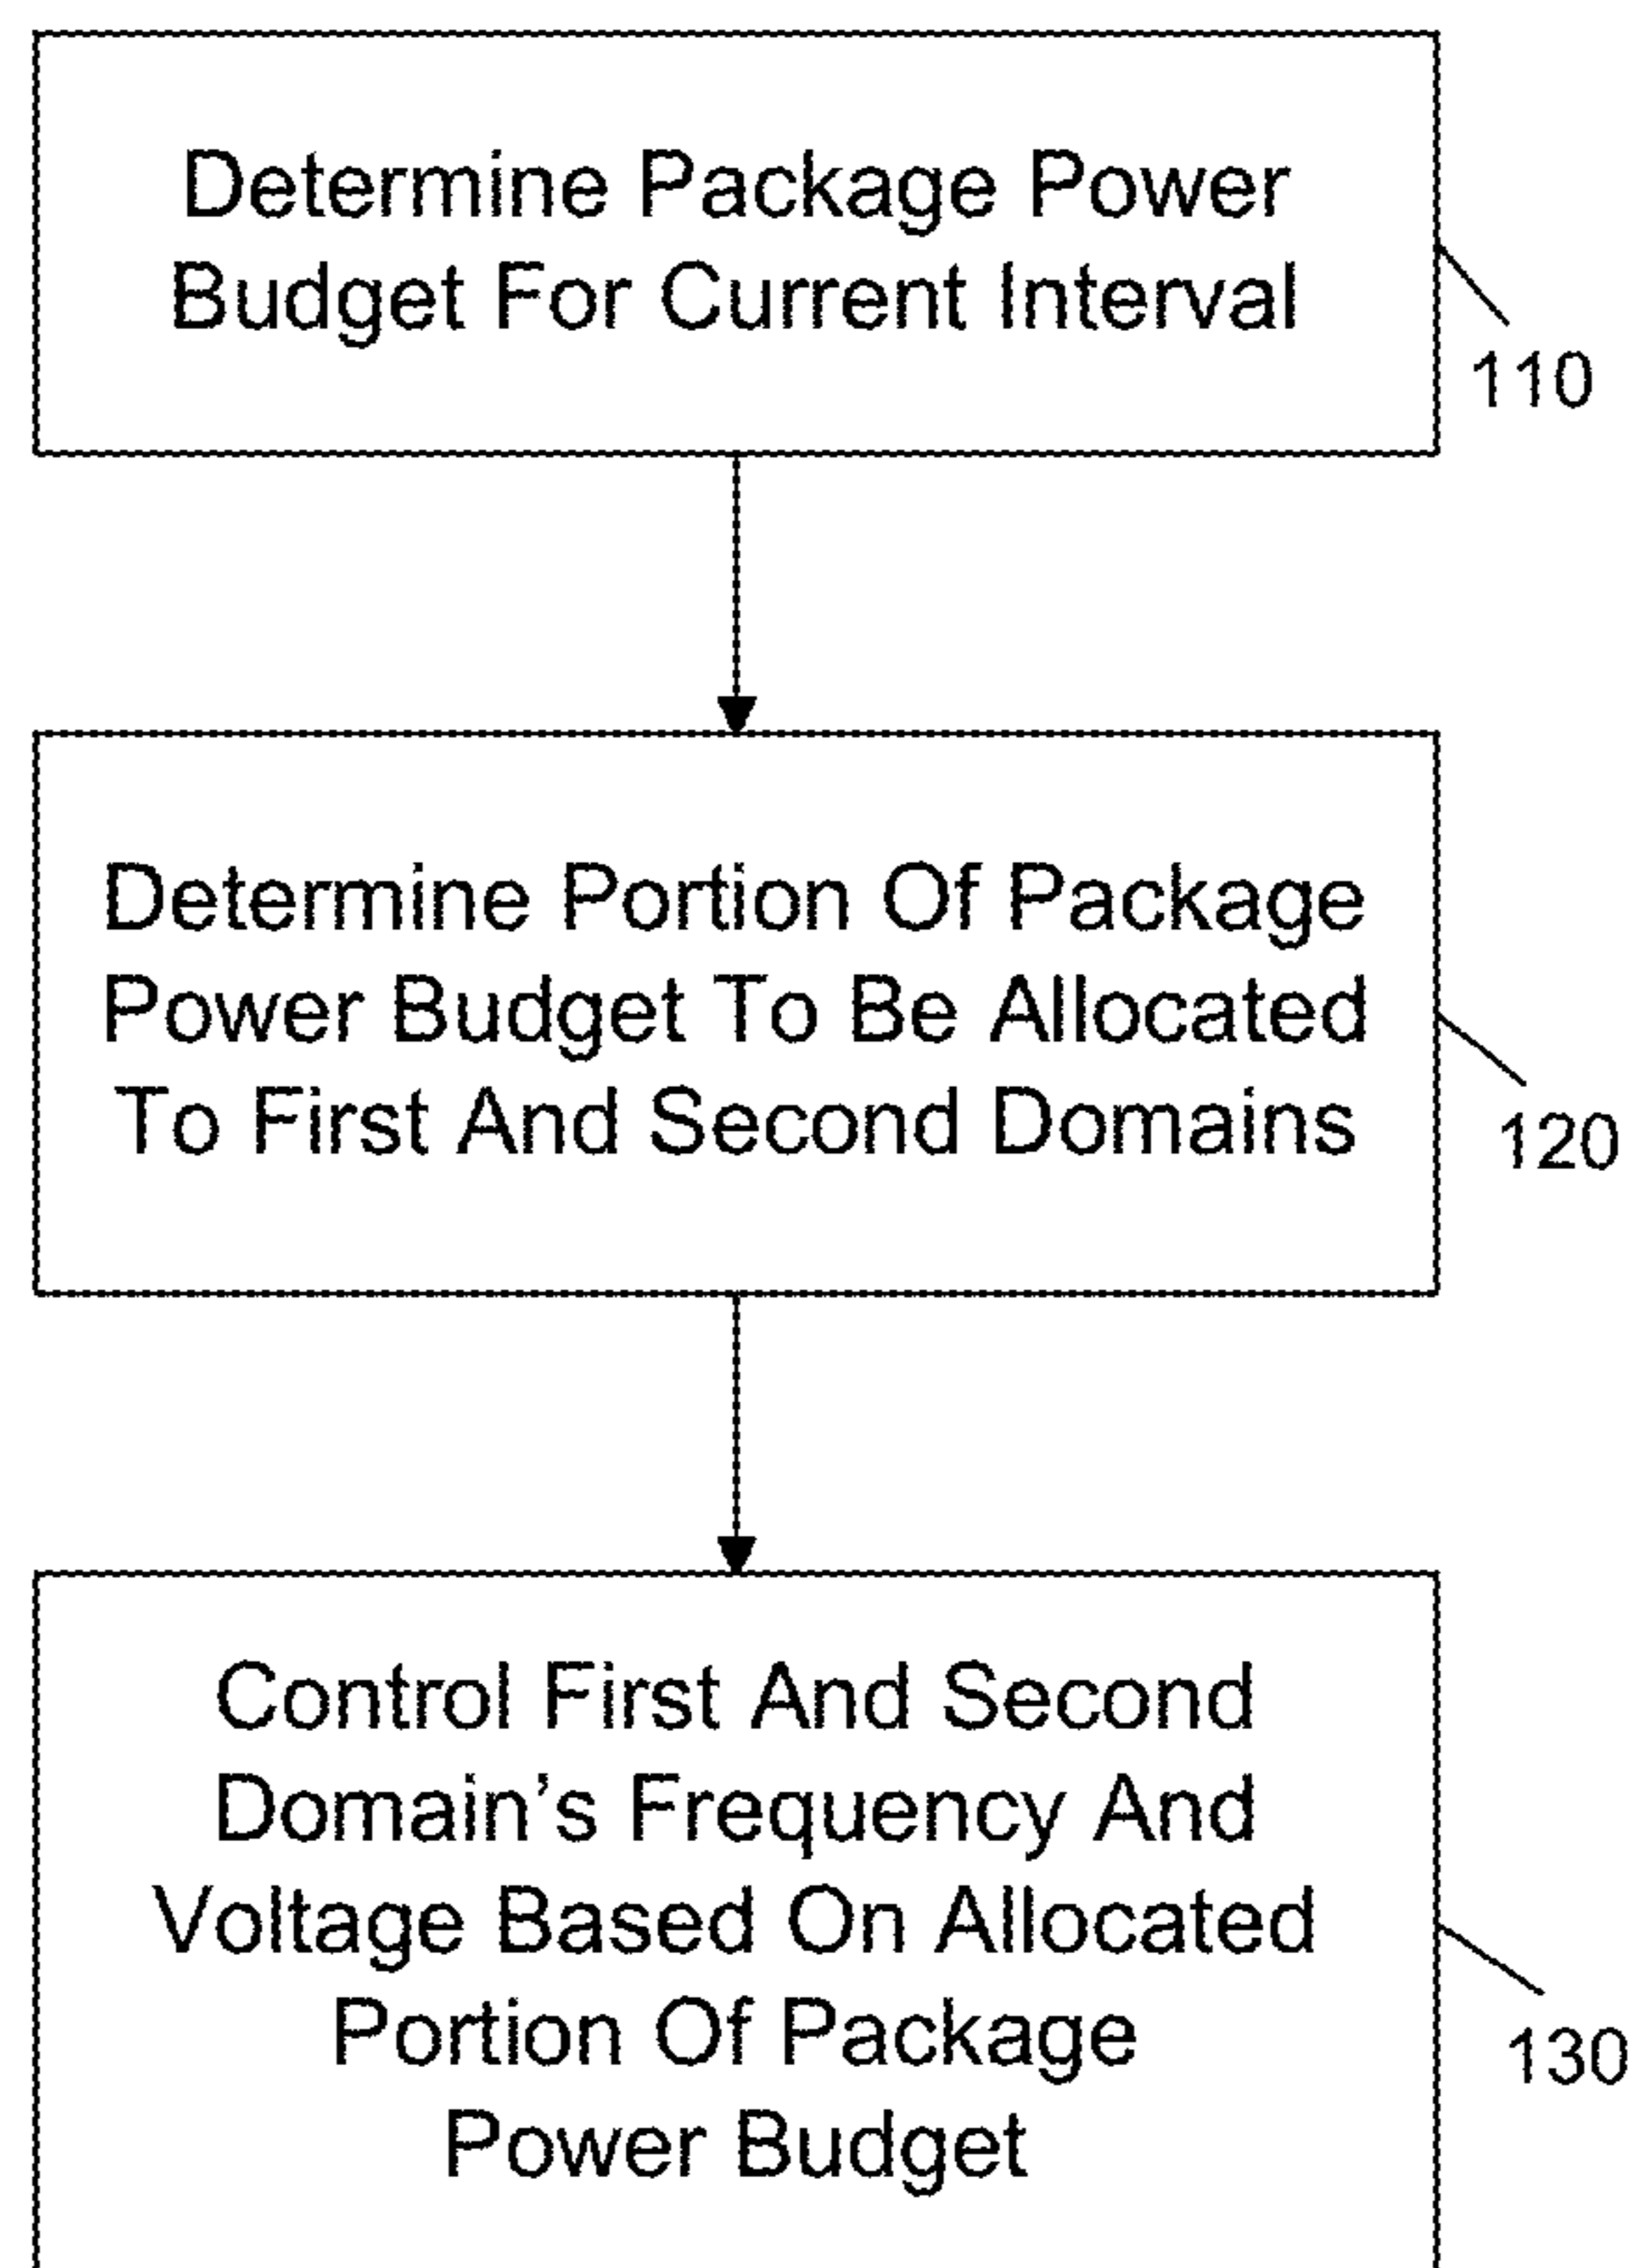 Determine Package Power
Budget For Current Interval
110
Determine Portion Of Package
Power Budget To Be Allocated
To First And Second Domains
120
Control First And Second
Domain’s Frequency And
Voltage Based On Allocated
Portion Of Package
Power Budget
130